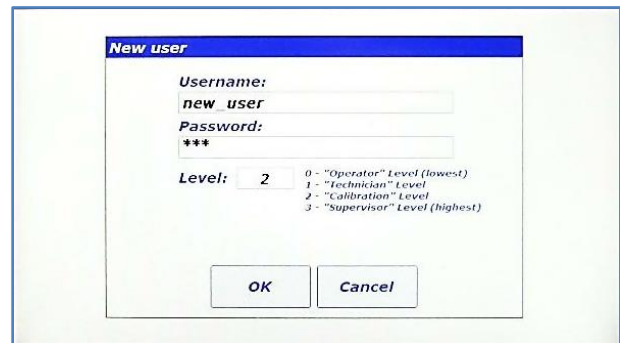 New user
Username:
new_user
Password:
***
Level: 2
0 - "Operator" Level (lowest)
1 - "Technician" Level
2 - "Calibration" Level
3 - "Supervisor" Level (highest)
OK Cancel